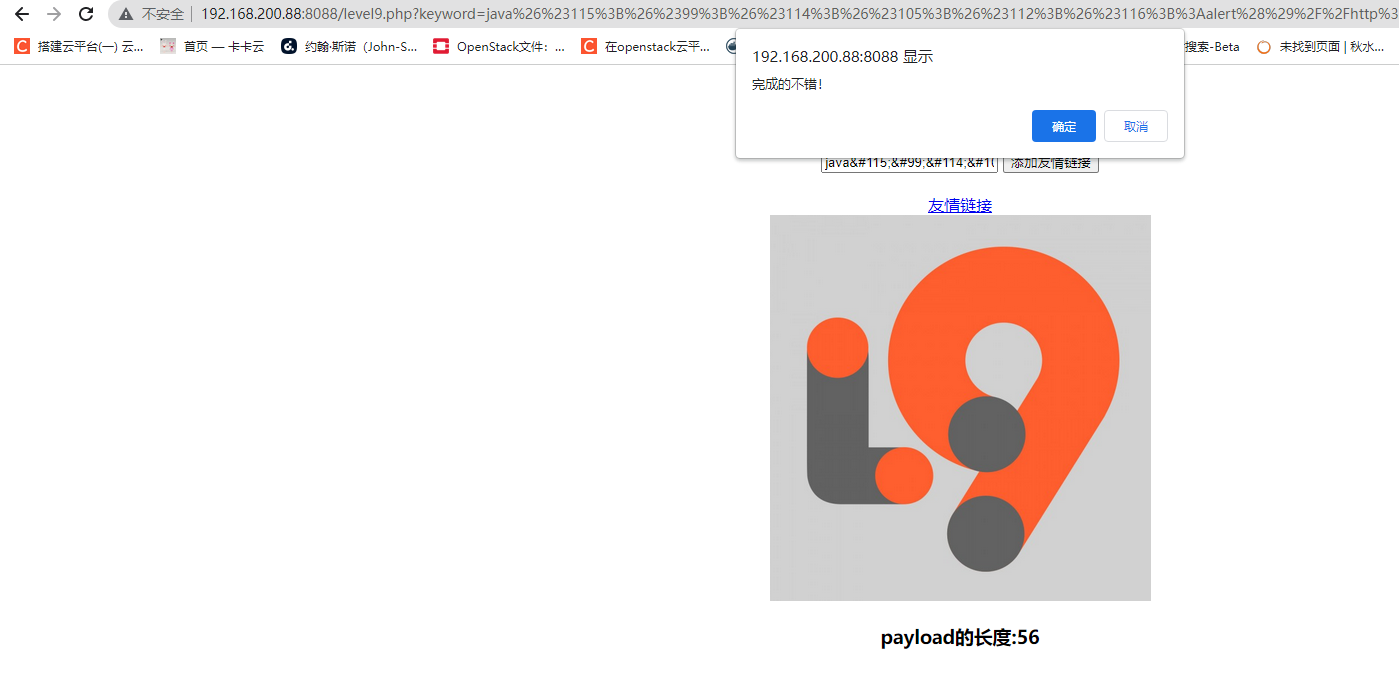 不安全 192.168.200.88:8088/level9.php?keyword=java%26%23115%3B%26%2399%3B%26%23114%3B%26%23105%3B%26%23112%3B%26%23116%3B%3Aalert%28%29%2F%2Fhttp%3
搭建云平台(一) 云... 首页 — 卡卡云 约翰·斯诺（John-S... OpenStack文件：... 在openstack云平... 搜索-Beta 未找到页面 | 秋水...
192.168.200.88:8088 显示
完成的不错！
确定 取消
java&#115;&#99;&#114;&#1 添加友情链接
友情链接
payload的长度:56